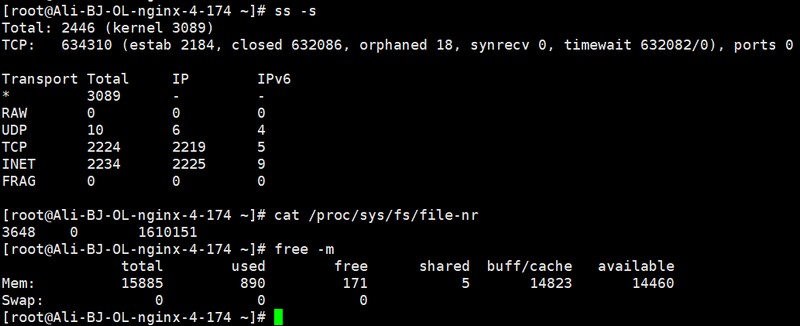 [root@Ali-BJ-OL-nginx-4-174 ~]# ss -s
Total: 2446 (kernel 3089)
TCP:   634310 (estab 2184, closed 632086, orphaned 18, synrecv 0, timewait 632082/0), ports 0
Transport Total     IP        IPv6
*         3089      -         -
RAW       0         0         0
UDP       10        6         4
TCP       2224      2219      5
INET      2234      2225      9
FRAG      0         0         0
[root@Ali-BJ-OL-nginx-4-174 ~]# cat /proc/sys/fs/file-nr
3648    0       1610151
[root@Ali-BJ-OL-nginx-4-174 ~]# free -m
              total        used        free      shared  buff/cache   available
Mem:          15885         890         171           5       14823       14460
Swap:             0           0           0
[root@Ali-BJ-OL-nginx-4-174 ~]#